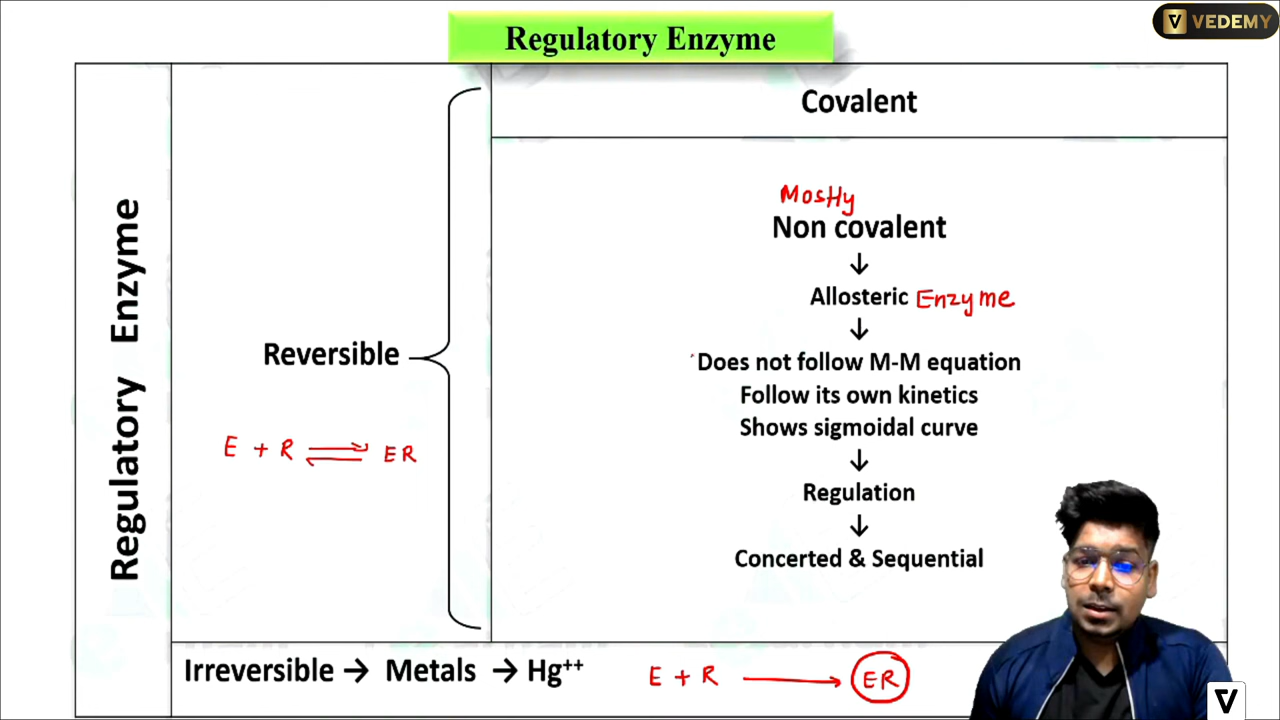 Regulatory Enzyme
VEDEMY
Covalent
Mostly
Non covalent
↓
Allosteric Enzyme
↓
Does not follow M-M equation
Follow its own kinetics
Shows sigmoidal curve
↓
Regulation
↓
Concerted & Sequential
Regulatory Enzyme
Reversible
E + R ⇌ ER
Irreversible → Metals → Hg⁺⁺
E + R → ER